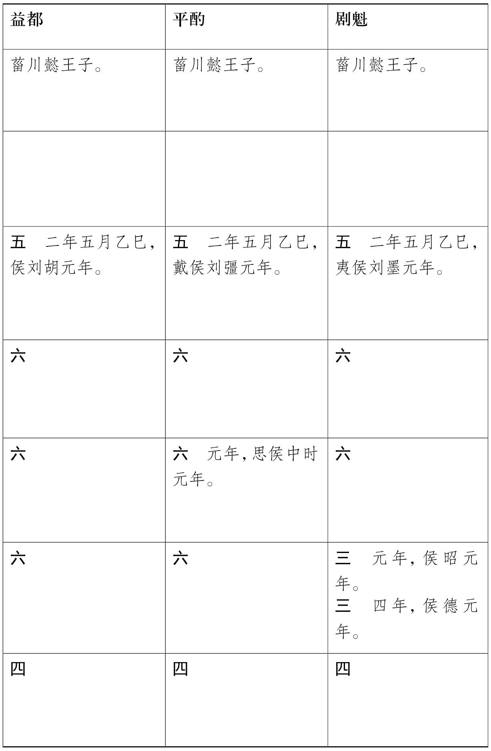 益都 平酌 剧魁
菑川懿王子。 菑川懿王子。 菑川懿王子。
五 二年五月乙巳， 五 二年五月乙巳， 五 二年五月乙巳，
侯刘胡元年。 戴侯刘彊元年。 夷侯刘墨元年。
六 六 六
六 六 元年，思侯中时 六
元年。
六 六 三 元年，侯昭元
年。
三 四年，侯德元
年。
四 四 四